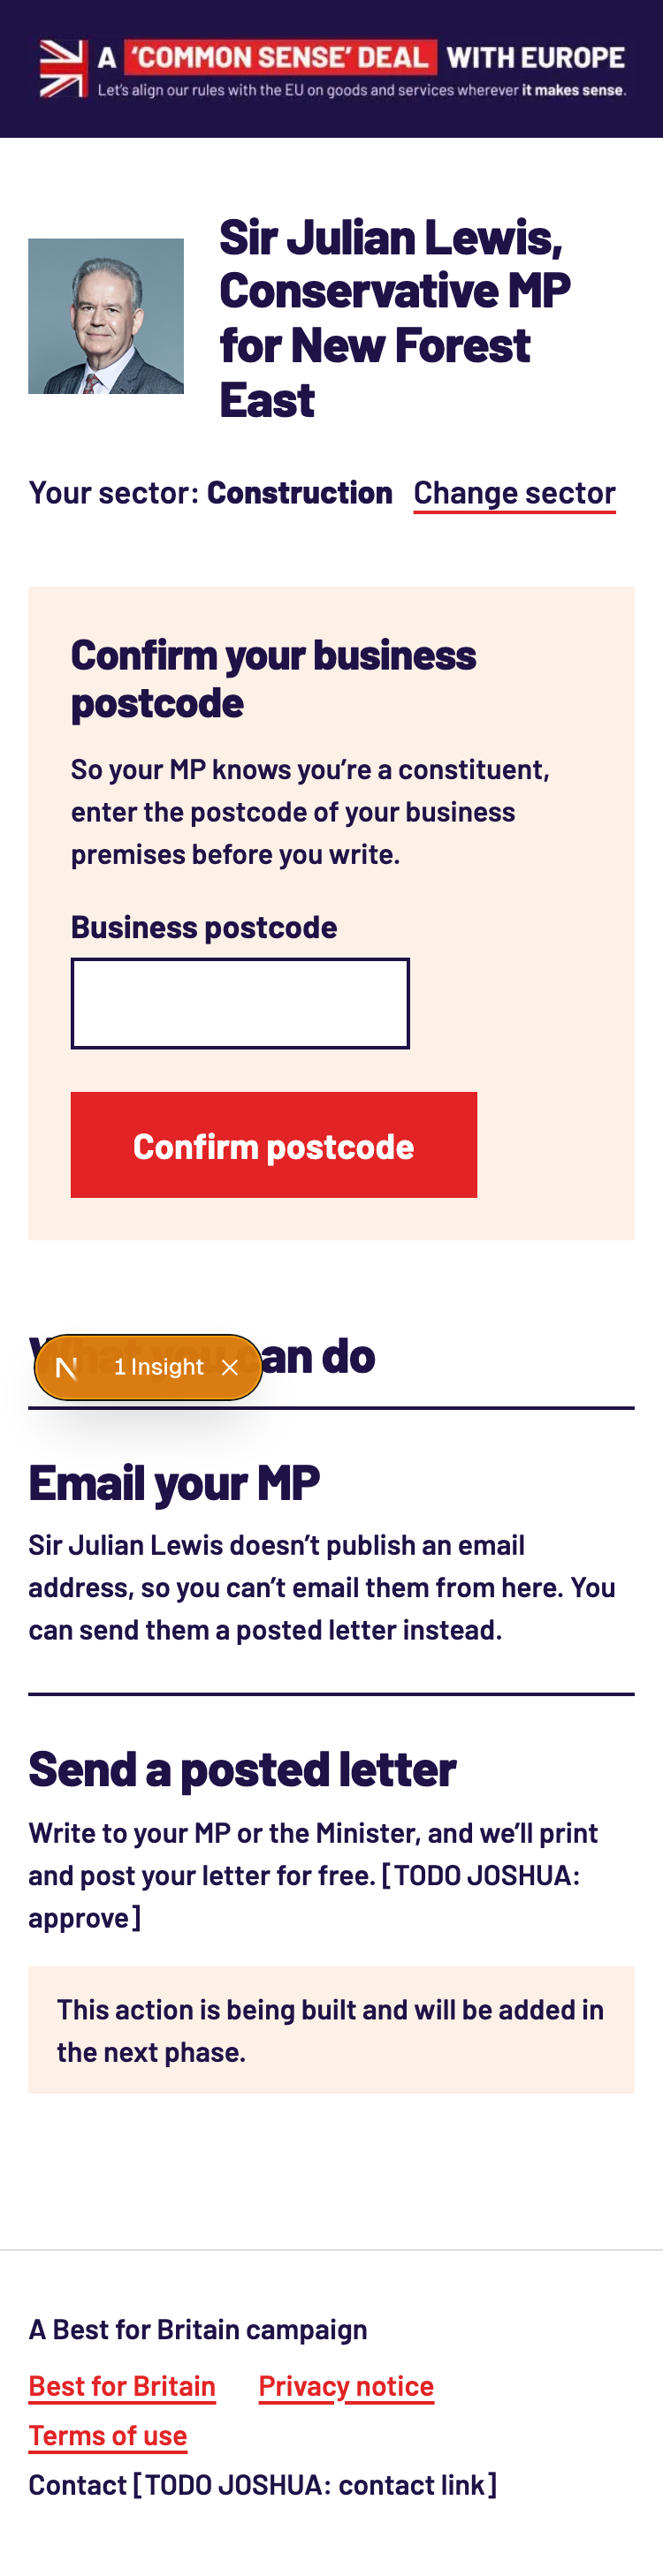 A ‘COMMON SENSE’ DEAL WITH EUROPE
Let’s align our rules with the EU on goods and services wherever it makes sense.
Sir Julian Lewis,
Conservative MP
for New Forest
East
Your sector: Construction Change sector
Confirm your business
postcode
So your MP knows you’re a constituent,
enter the postcode of your business
premises before you write.
Business postcode
Confirm postcode
can do
N 1 Insight ×
Email your MP
Sir Julian Lewis doesn’t publish an email
address, so you can’t email them from here. You
can send them a posted letter instead.
Send a posted letter
Write to your MP or the Minister, and we’ll print
and post your letter for free. [TODO JOSHUA:
approve]
This action is being built and will be added in
the next phase.
A Best for Britain campaign
Best for Britain Privacy notice
Terms of use
Contact [TODO JOSHUA: contact link]